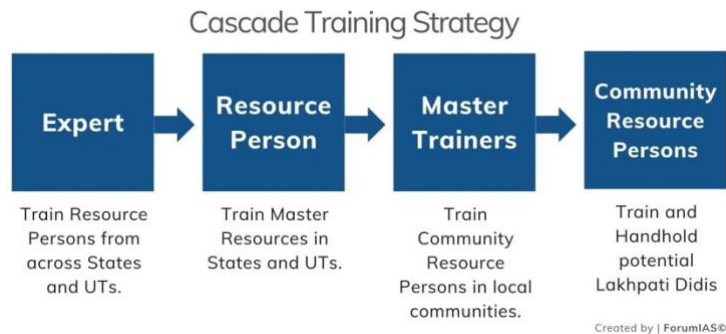 Cascade Training Strategy
Expert
Resource
Person
Master
Trainers
Community
Resource
Persons
Train Resource
Persons from
across States
and UTs.
Train Master
Resources in
States and UTs.
Train
Community
Resource
Persons in local
communities.
Train and
Handhold
potential
Lakhpati Didis
Created by | ForumIAS©